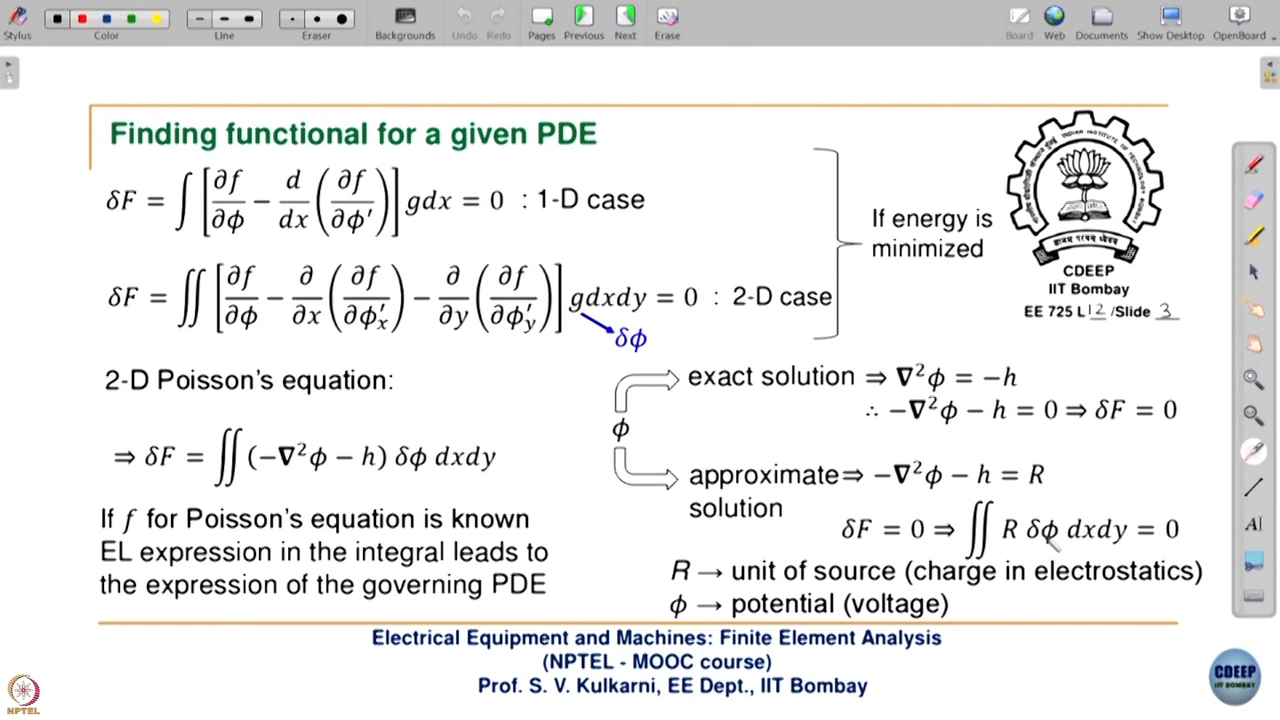 Stylus
Color
Line
Eraser
Backgrounds
Undo Redo
Pages
Previous
Next
Erase
Board
Web
Documents
Show Desktop
OpenBoard
Finding functional for a given PDE
δF = ∫ [∂f/∂ϕ − d/dx (∂f/∂ϕ′)] gdx = 0 : 1-D case
δF = ∬ [∂f/∂ϕ − ∂/∂x (∂f/∂ϕ′ₓ) − ∂/∂y (∂f/∂ϕ′_y)] gdxdy = 0 : 2-D case
δϕ
If energy is
minimized
CDEEP
IIT Bombay
EE 725 L 12 /Slide 3
2-D Poisson's equation:
⇒ δF = ∬ (−∇²ϕ − h) δϕ dxdy
If f for Poisson's equation is known
EL expression in the integral leads to
the expression of the governing PDE
ϕ
exact solution ⇒ ∇²ϕ = −h
∴ −∇²ϕ − h = 0 ⇒ δF = 0
approximate ⇒ −∇²ϕ − h = R
solution
δF = 0 ⇒ ∬ R δϕ dxdy = 0
R → unit of source (charge in electrostatics)
ϕ → potential (voltage)
Electrical Equipment and Machines: Finite Element Analysis
(NPTEL - MOOC course)
Prof. S. V. Kulkarni, EE Dept., IIT Bombay
NPTEL
CDEEP
IIT BOMBAY